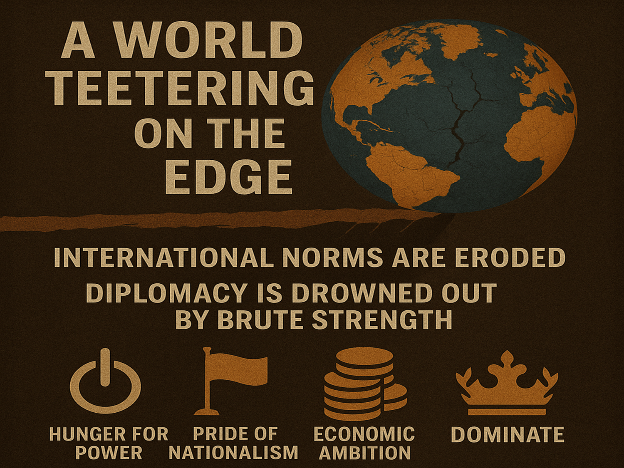 A WORLD
TEETERING
ON THE
EDGE
INTERNATIONAL NORMS ARE ERODED
DIPLOMACY IS DROWNED OUT
BY BRUTE STRENGTH
HUNGER FOR
POWER
PRIDE OF
NATIONALISM
ECONOMIC
AMBITION
DOMINATE